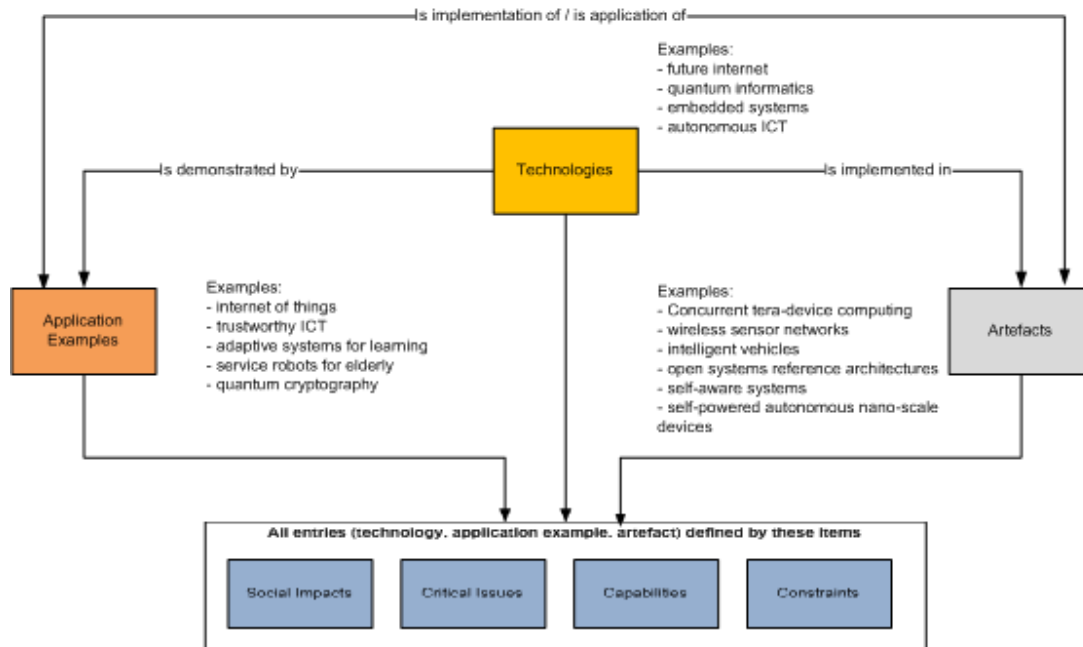 Is implementation of / is application of
Examples:
- future internet
- quantum informatics
- embedded systems
- autonomous ICT
Technologies
Is demonstrated by
Is implemented in
Application
Examples
Examples:
- internet of things
- trustworthy ICT
- adaptive systems for learning
- service robots for elderly
- quantum cryptography
Examples:
- Concurrent tera-device computing
- wireless sensor networks
- intelligent vehicles
- open systems reference architectures
- self-aware systems
- self-powered autonomous nano-scale
devices
Artefacts
All entries (technology, application example, artefact) defined by these items
Social Impacts
Critical Issues
Capabilities
Constraints